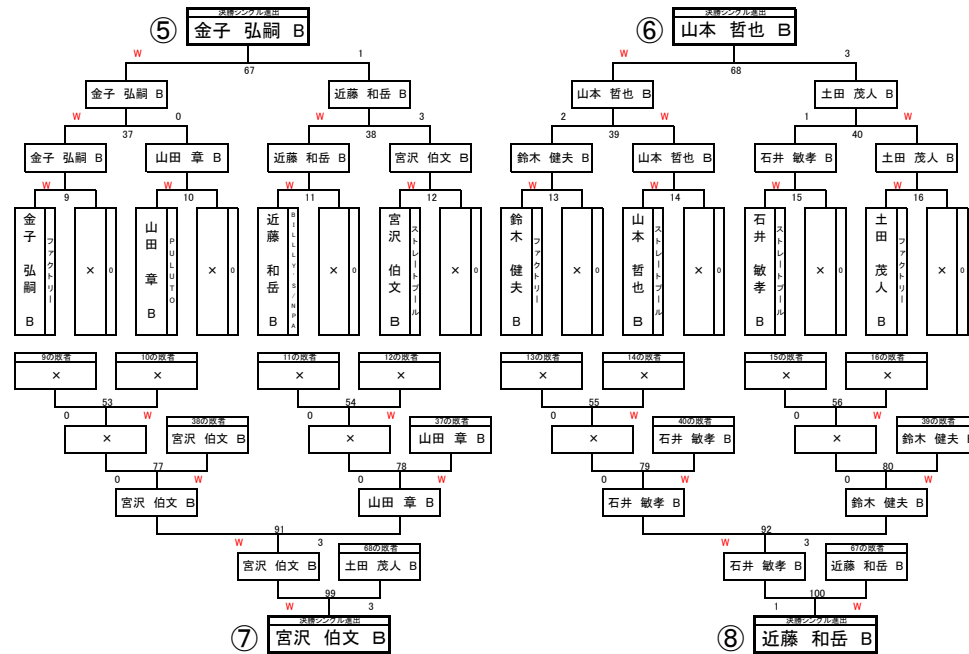 決勝シングル進出 決勝シングル進出
⑤ 金子 弘嗣 B ⑥ 山本 哲也 B
W 1 W 3
67 68
金子 弘嗣 B 近藤 和岳 B 山本 哲也 B 土田 茂人 B
W 0 W 3 2 W 1 W
37 38 39 40
金子 弘嗣 B 山田 章 B 近藤 和岳 B 宮沢 伯文 B 鈴木 健夫 B 山本 哲也 B 石井 敏孝 B 土田 茂人 B
W W W W W W W W
9 10 11 12 13 14 15 16
金子 弘嗣 B ファクトリー × 0
山田 章 B PULUTO × 0
近藤 和岳 B BILLLY'S/NPA × 0
宮沢 伯文 B ストレートプール × 0
鈴木 健夫 B ファクトリー × 0
山本 哲也 B ストレートプール × 0
石井 敏孝 B ストレートプール × 0
土田 茂人 B ファクトリー × 0
9の敗者 10の敗者 11の敗者 12の敗者 13の敗者 14の敗者 15の敗者 16の敗者
× × × × × × × ×
53 54 55 56
0 W 0 W 0 W 0 W
38の敗者 37の敗者 40の敗者 39の敗者
× 宮沢 伯文 B × 山田 章 B × 石井 敏孝 B × 鈴木 健夫 B
77 78 79 80
0 W 0 W 0 W 0 W
宮沢 伯文 B 山田 章 B 石井 敏孝 B 鈴木 健夫 B
91 92
W 3 W 3
68の敗者 67の敗者
宮沢 伯文 B 土田 茂人 B 石井 敏孝 B 近藤 和岳 B
99 100
W 3 1 W
決勝シングル進出 決勝シングル進出
⑦ 宮沢 伯文 B ⑧ 近藤 和岳 B